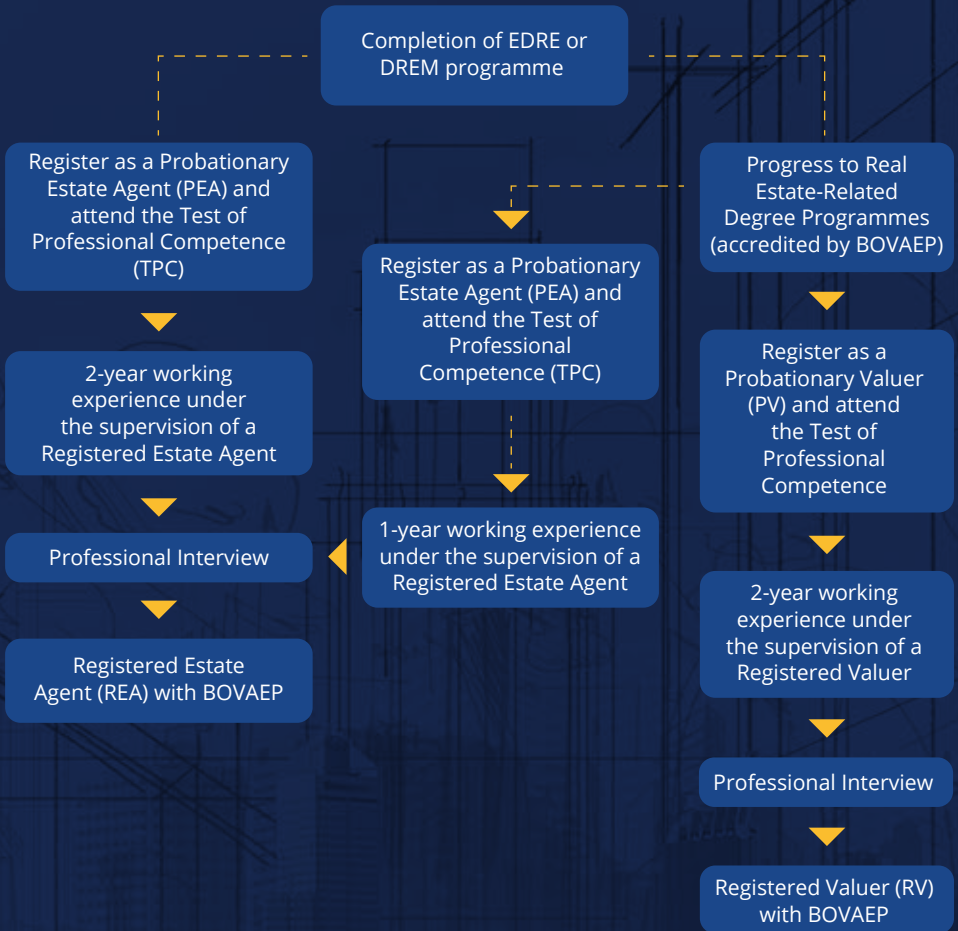 Completion of EDRE or
DREM programme
Register as a Probationary
Estate Agent (PEA) and
attend the Test of
Professional Competence
(TPC)
2-year working
experience under
the supervision of a
Registered Estate Agent
Professional Interview
Registered Estate
Agent (REA) with BOVAEP
Register as a Probationary
Estate Agent (PEA) and
attend the Test of
Professional
Competence (TPC)
1-year working experience
under the supervision of a
Registered Estate Agent
Progress to Real
Estate-Related
Degree Programmes
(accredited by BOVAEP)
Register as a
Probationary Valuer
(PV) and attend
the Test of
Professional
Competence
2-year working
experience under
the supervision of a
Registered Valuer
Professional Interview
Registered Valuer (RV)
with BOVAEP